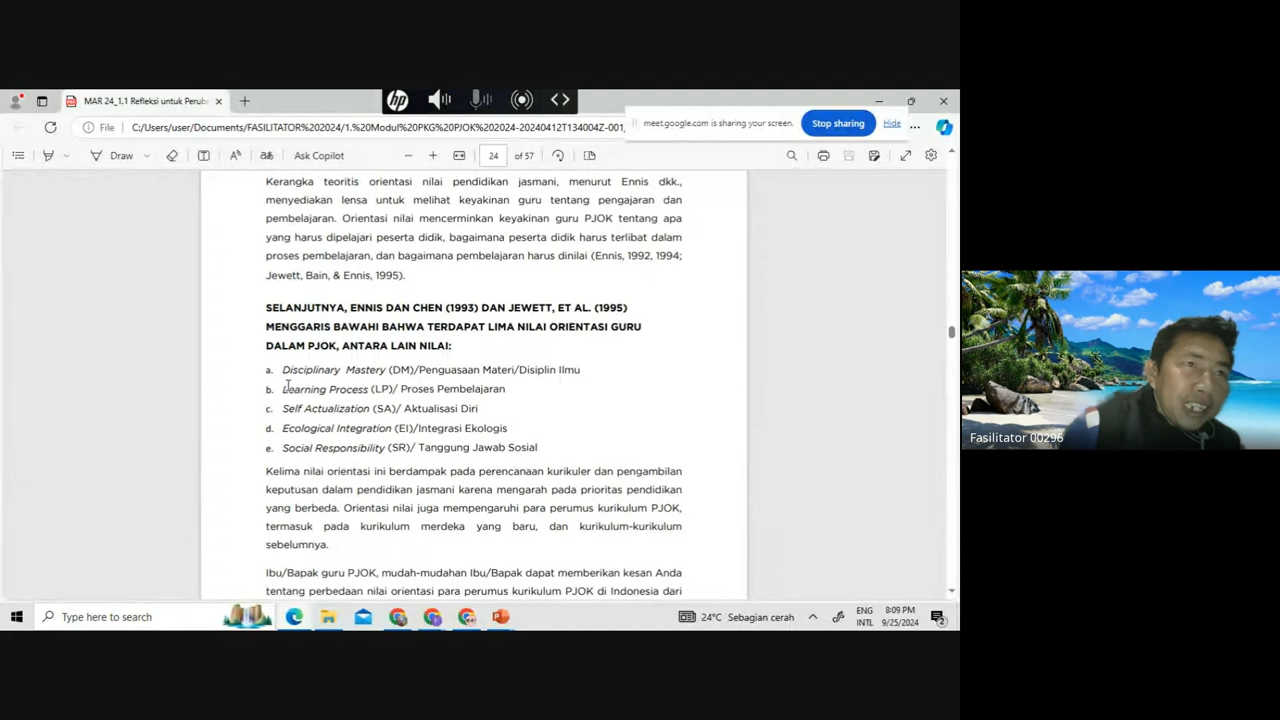 MAR 24_1.1 Refleksi untuk Peruba
hp
File
C:/Users/user/Documents/FASILITATOR%202024/1.%20Modul%20PKG%20PJOK%202024-20240412T134004Z-001
meet.google.com is sharing your screen.
Stop sharing
Hide
Draw
Ask Copilot
24 of 57
Kerangka teoritis orientasi nilai pendidikan jasmani, menurut Ennis dkk.,
menyediakan lensa untuk melihat keyakinan guru tentang pengajaran dan
pembelajaran. Orientasi nilai mencerminkan keyakinan guru PJOK tentang apa
yang harus dipelajari peserta didik, bagaimana peserta didik harus terlibat dalam
proses pembelajaran, dan bagaimana pembelajaran harus dinilai (Ennis, 1992, 1994;
Jewett, Bain, & Ennis, 1995).
SELANJUTNYA, ENNIS DAN CHEN (1993) DAN JEWETT, ET AL. (1995)
MENGGARIS BAWAHI BAHWA TERDAPAT LIMA NILAI ORIENTASI GURU
DALAM PJOK, ANTARA LAIN NILAI:
a. Disciplinary Mastery (DM)/Penguasaan Materi/Disiplin Ilmu
b. Learning Process (LP)/ Proses Pembelajaran
c. Self Actualization (SA)/ Aktualisasi Diri
d. Ecological Integration (EI)/Integrasi Ekologis
e. Social Responsibility (SR)/ Tanggung Jawab Sosial
Kelima nilai orientasi ini berdampak pada perencanaan kurikuler dan pengambilan
keputusan dalam pendidikan jasmani karena mengarah pada prioritas pendidikan
yang berbeda. Orientasi nilai juga mempengaruhi para perumus kurikulum PJOK,
termasuk pada kurikulum merdeka yang baru, dan kurikulum-kurikulum
sebelumnya.
Ibu/Bapak guru PJOK, mudah-mudahan Ibu/Bapak dapat memberikan kesan Anda
tentang perbedaan nilai orientasi para perumus kurikulum PJOK di Indonesia dari
Fasilitator 00296
Type here to search
24°C Sebagian cerah
ENG
INTL
8:09 PM
9/25/2024
2